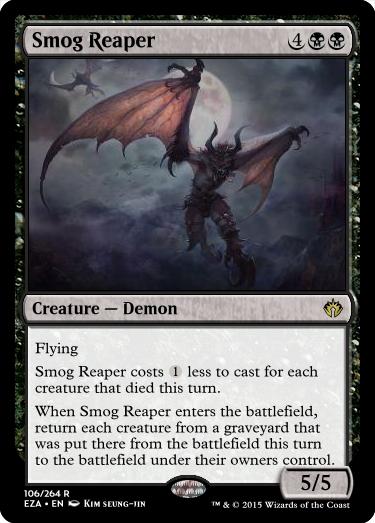 Smog Reaper 4
Creature — Demon
Flying
Smog Reaper costs 1 less to cast for each
creature that died this turn.
When Smog Reaper enters the battlefield,
return each creature from a graveyard that
was put there from the battlefield this turn
to the battlefield under their owners control.
5/5
106/264 R
EZA • EN Kim Seung-jin ™ & © 2015 Wizards of the Coast